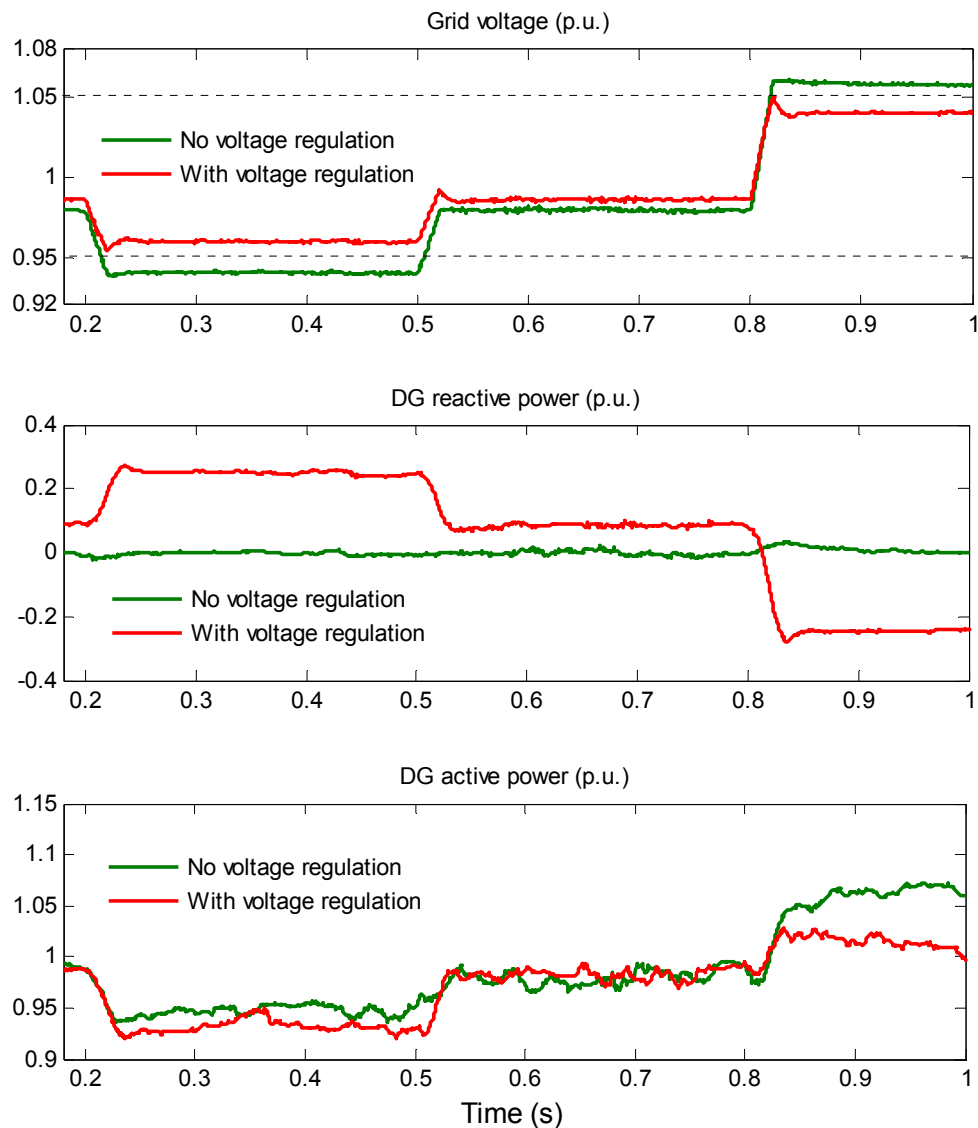 Grid voltage (p.u.)
1.08
1.05
1
0.95
0.92
No voltage regulation
With voltage regulation
0.2 0.3 0.4 0.5 0.6 0.7 0.8 0.9 1
DG reactive power (p.u.)
0.4
0.2
0
-0.2
-0.4
No voltage regulation
With voltage regulation
0.2 0.3 0.4 0.5 0.6 0.7 0.8 0.9 1
DG active power (p.u.)
1.15
1.1
1.05
1
0.95
0.9
No voltage regulation
With voltage regulation
0.2 0.3 0.4 0.5 0.6 0.7 0.8 0.9 1
Time (s)